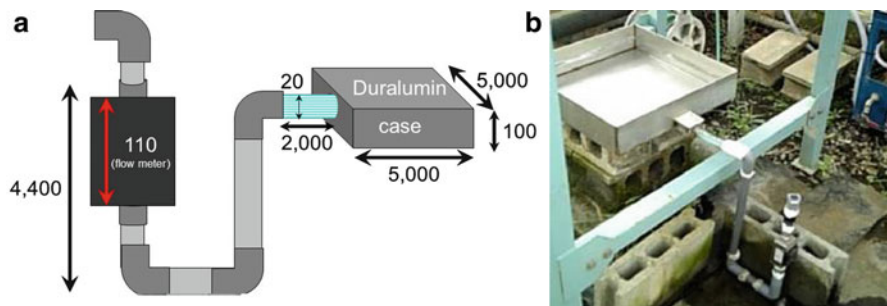 a
b
20
Duralumin
case
5,000
100
110
(flow meter)
2,000
5,000
4,400